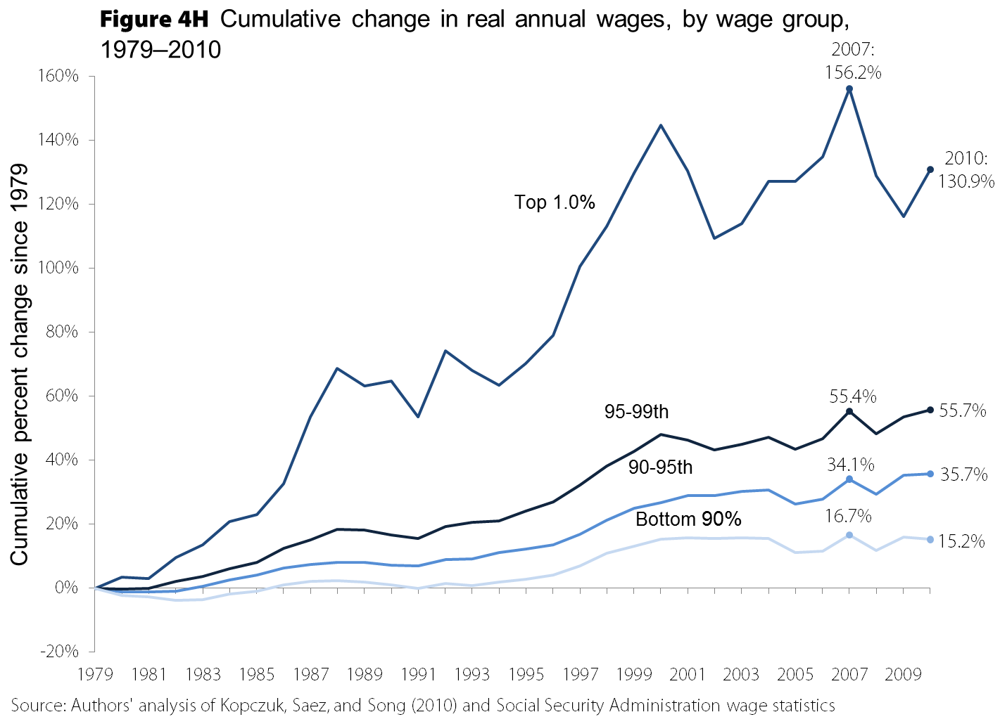 Figure 4H Cumulative change in real annual wages, by wage group,
1979–2010
2007:
156.2%
160%
140%
2010:
130.9%
120%
Top 1.0%
100%
80%
60%
55.4%
95-99th
55.7%
40%
90-95th
34.1%
35.7%
20%
Bottom 90%
16.7%
15.2%
0%
-20%
Cumulative percent change since 1979
1979 1981 1983 1985 1987 1989 1991 1993 1995 1997 1999 2001 2003 2005 2007 2009
Source: Authors' analysis of Kopczuk, Saez, and Song (2010) and Social Security Administration wage statistics